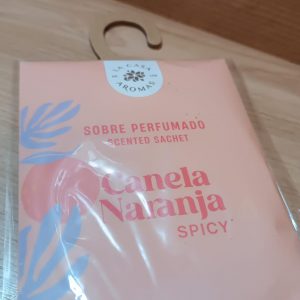 LA CASA
AROMAS
SOBRE PERFUMADO
SCENTED SACHET
Canela
Naranja
SPICY